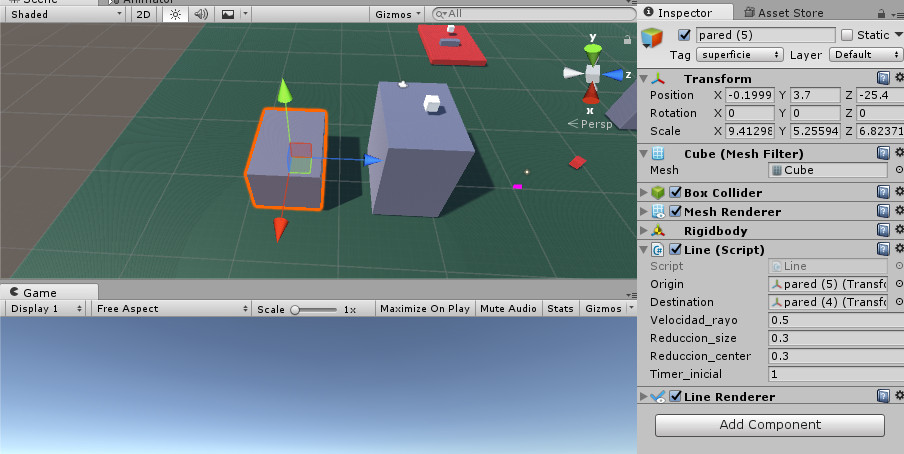 Scene Animator
Shaded 2D Gizmos All
y
z
x
Persp
Game
Display 1 Free Aspect Scale 1x Maximize On Play Mute Audio Stats Gizmos
Inspector Asset Store
pared (5) Static
Tag superficie Layer Default
Transform
Position X -0.1999 Y 3.7 Z -25.4
Rotation X 0 Y 0 Z 0
Scale X 9.41298 Y 5.25594 Z 6.82371
Cube (Mesh Filter)
Mesh Cube
Box Collider
Mesh Renderer
Rigidbody
C#
Line (Script)
Script Line
Origin pared (5) (Transfo
Destination pared (4) (Transfo
Velocidad_rayo 0.5
Reduccion_size 0.3
Reduccion_center 0.3
Timer_inicial 1
Line Renderer
Add Component